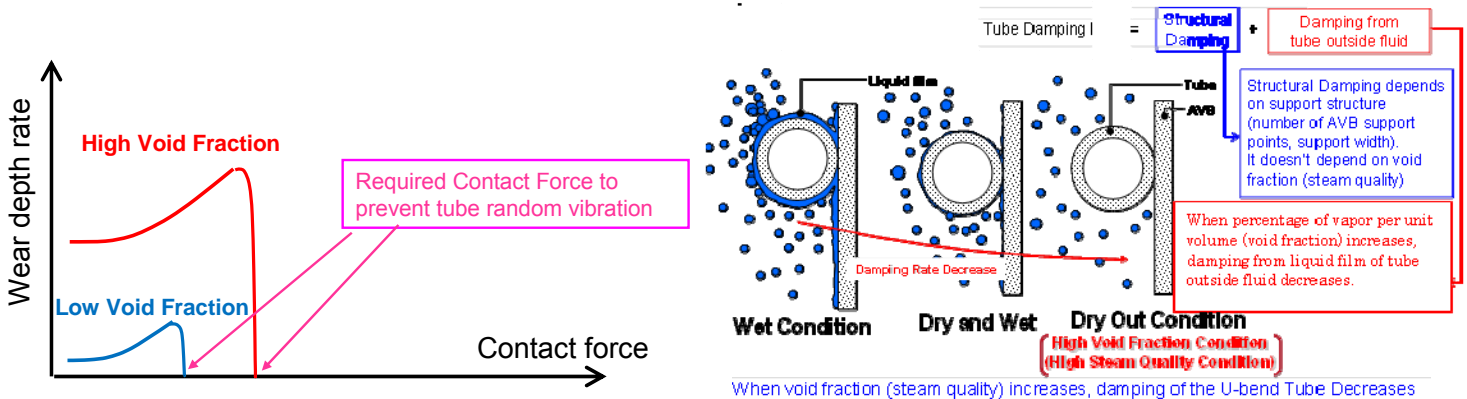 Wear depth rate
High Void Fraction
Low Void Fraction
Required Contact Force to
prevent tube random vibration
Contact force
Tube Damping
=
Structural
Damping
+
Damping from
tube outside fluid
Liquid film
Tube
AVB
Structural Damping depends
on support structure
(number of AVB support
points, support width).
It doesn't depend on void
fraction (steam quality)
When percentage of vapor per unit
volume (void fraction) increases,
damping from liquid film of tube
outside fluid decreases.
Damping Rate Decrease
Wet Condition
Dry and Wet
Dry Out Condition
(High Void Fraction Condition
(High Steam Quality Condition)
When void fraction (steam quality) increases, damping of the U-bend Tube Decreases